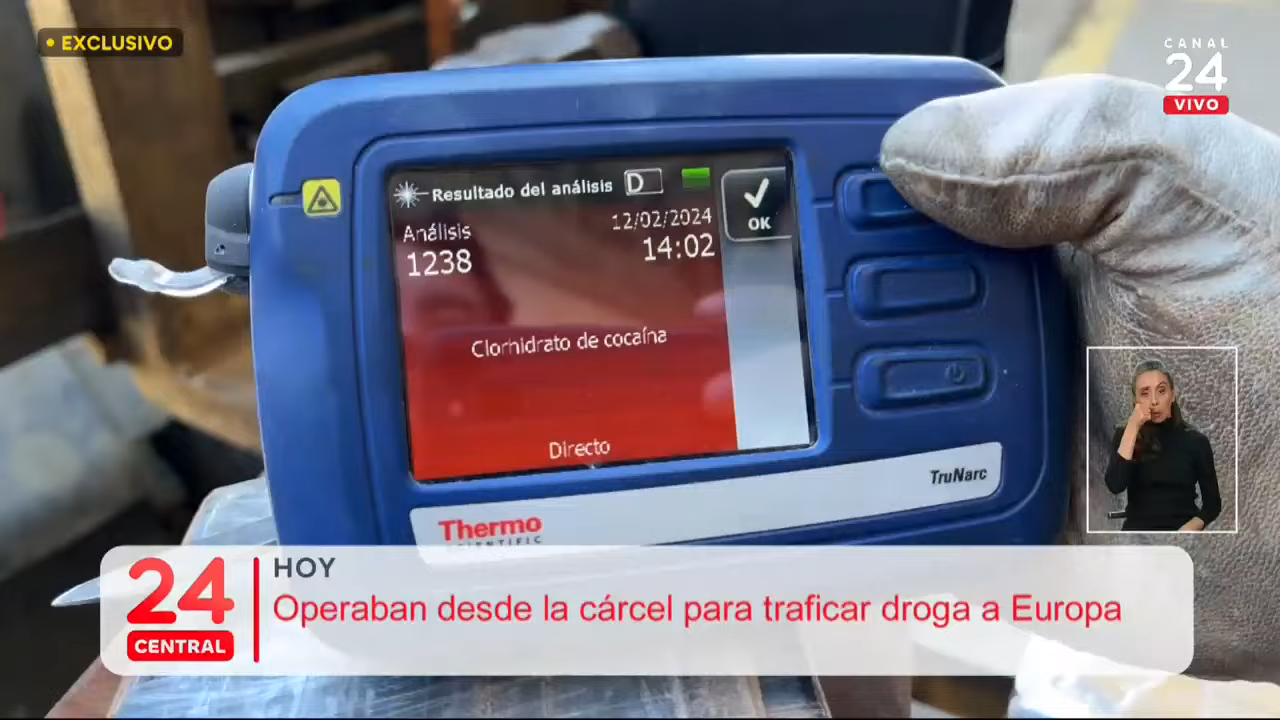 • EXCLUSIVO
CANAL
24
VIVO
Resultado del análisis D
OK
Análisis 12/02/2024
1238 14:02
Clorhidrato de cocaína
Directo
TruNarc
Thermo
SCIENTIFIC
24
CENTRAL
HOY
Operaban desde la cárcel para traficar droga a Europa